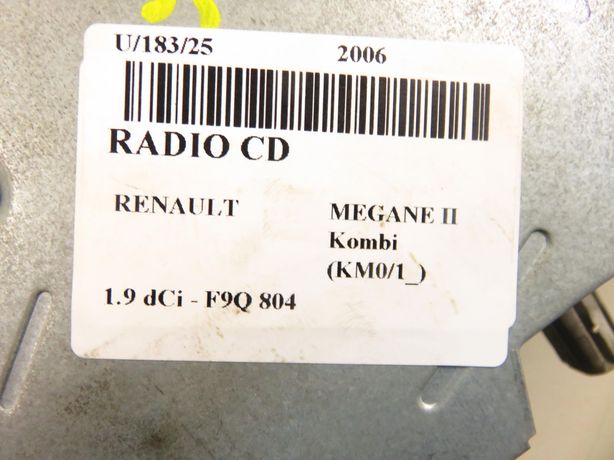 U/183/25 2006
RADIO CD
RENAULT MEGANE II
Kombi
(KM0/1_)
1.9 dCi - F9Q 804